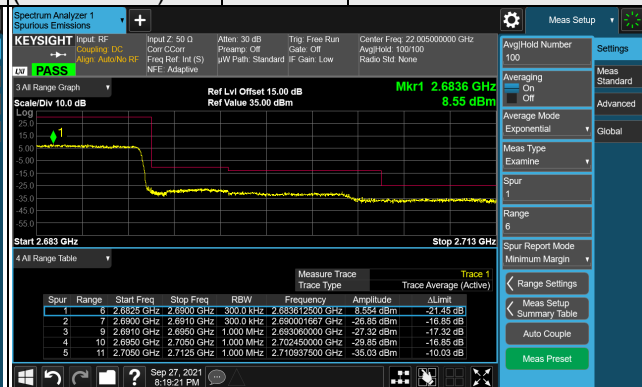 Spectrum Analyzer 1
Spurious Emissions
+
Meas Setup
KEYSIGHT
LXI
PASS
Input: RF
Coupling: DC
Align: Auto/No RF
Input Z: 50 Ω
Corr CCorr
Freq Ref: Int (S)
NFE: Adaptive
Atten: 30 dB
Preamp: Off
µW Path: Standard
Trig: Free Run
Gate: Off
IF Gain: Low
Center Freq: 22.00500000 GHz
Avg|Hold: 100/100
Radio Std: None
3 All Range Graph
Scale/Div 10.0 dB
Ref Lvl Offset 15.00 dB
Ref Value 35.00 dBm
Mkr1 2.6836 GHz
8.55 dBm
Log
25.0
15.0
5.00
-5.00
-15.0
-25.0
-35.0
-45.0
-55.0
1
Start 2.683 GHz
Stop 2.713 GHz
4 All Range Table
Measure Trace Trace 1
Trace Type Trace Average (Active)
Spur Range Start Freq Stop Freq RBW Frequency Amplitude ΔLimit
1 6 2.6825 GHz 2.6900 GHz 300.0 kHz 2.683612500 GHz 8.554 dBm -21.45 dB
2 7 2.6900 GHz 2.6910 GHz 300.0 kHz 2.690001667 GHz -26.85 dBm -16.85 dB
3 9 2.6910 GHz 2.6950 GHz 1.000 MHz 2.693060000 GHz -27.32 dBm -17.32 dB
4 10 2.6950 GHz 2.7050 GHz 1.000 MHz 2.702450000 GHz -29.85 dBm -16.85 dB
5 11 2.7050 GHz 2.7125 GHz 1.000 MHz 2.710937500 GHz -35.03 dBm -10.03 dB
Avg|Hold Number
100
Averaging
On
Off
Average Mode
Exponential
Meas Type
Examine
Spur
1
Range
6
Spur Report Mode
Minimum Margin
Range Settings
Meas Setup
Summary Table
Auto Couple
Meas Preset
Settings
Meas
Standard
Advanced
Global
?
Sep 27, 2021
8:19:21 PM